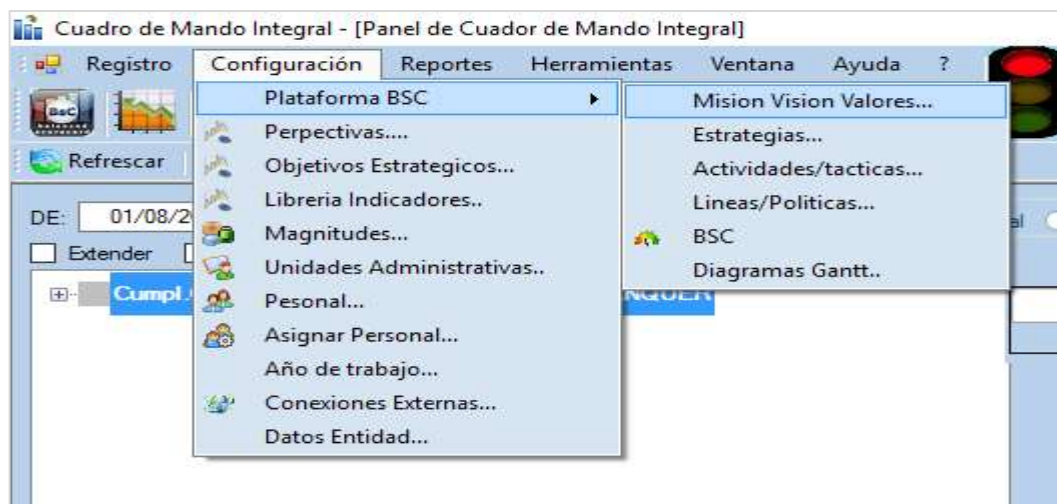 Cuadro de Mando Integral - [Panel de Cuador de Mando Integral]
Registro Configuración Reportes Herramientas Ventana Ayuda ?
BSC
Refrescar
DE: 01/08/2
Extender
Cumpl.
Plataforma BSC
Perpectivas....
Objetivos Estrategicos...
Libreria Indicadores..
Magnitudes...
Unidades Administrativas..
Pesonal...
Asignar Personal...
Año de trabajo...
Conexiones Externas...
Datos Entidad...
Mision Vision Valores...
Estrategias...
Actividades/tacticas...
Lineas/Politicas...
BSC
Diagramas Gantt..